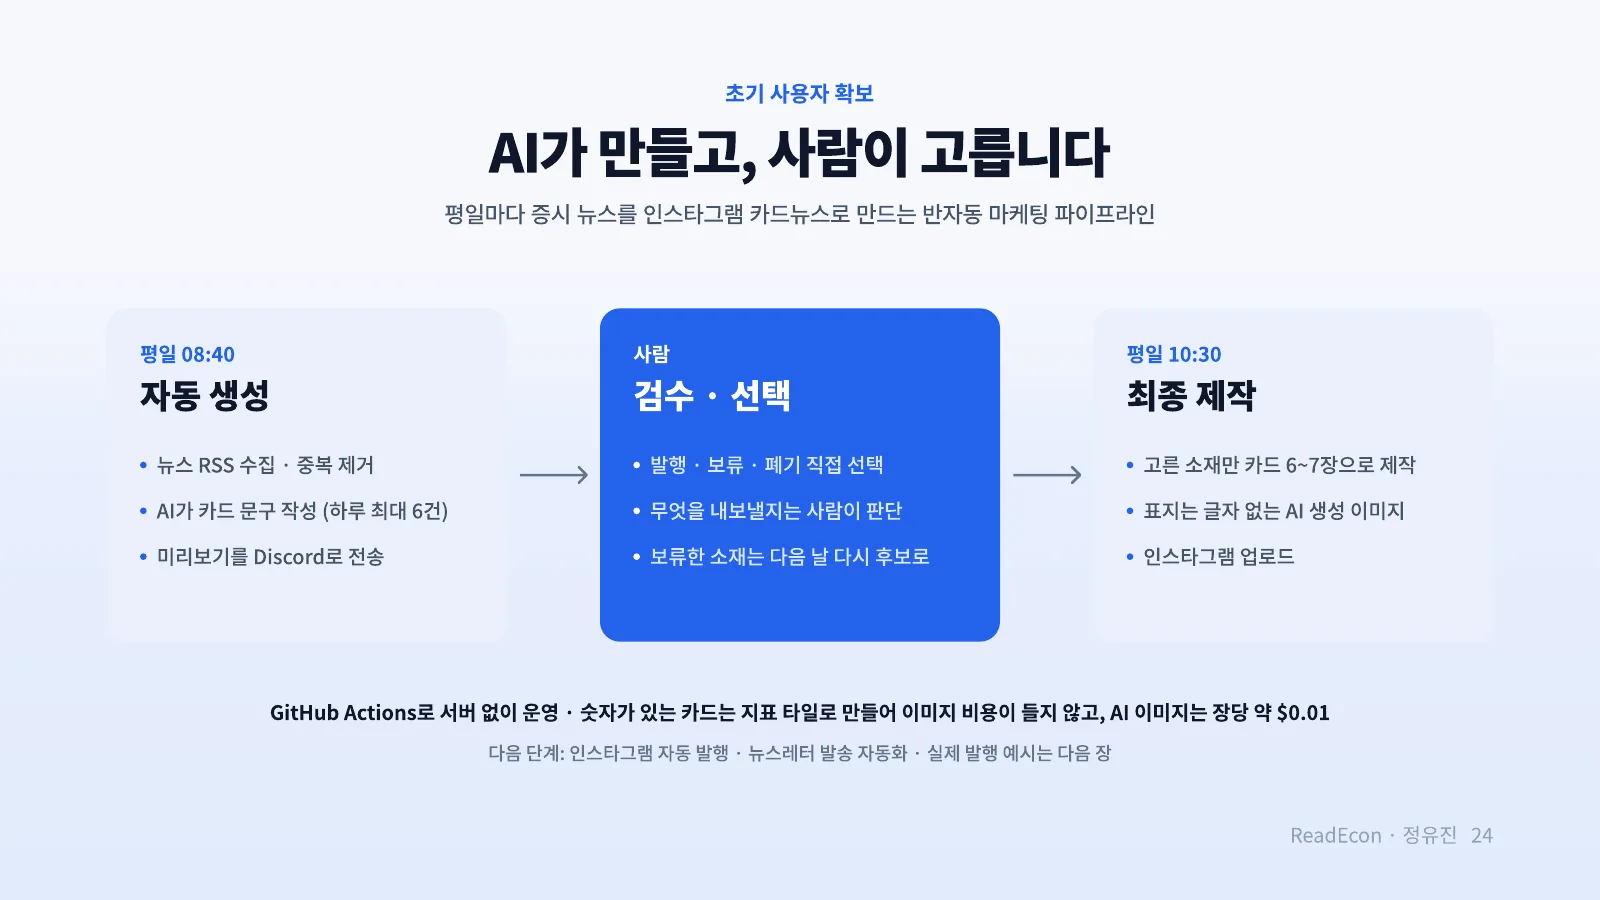 초기 사용자 확보
AI가 만들고, 사람이 고릅니다
평일마다 증시 뉴스를 인스타그램 카드뉴스로 만드는 반자동 마케팅 파이프라인
평일 08:40
자동 생성
• 뉴스 RSS 수집 · 중복 제거
• AI가 카드 문구 작성 (하루 최대 6건)
• 미리보기를 Discord로 전송
사람
검수 · 선택
• 발행 · 보류 · 폐기 직접 선택
• 무엇을 내보낼지는 사람이 판단
• 보류한 소재는 다음 날 다시 후보로
평일 10:30
최종 제작
• 고른 소재만 카드 6~7장으로 제작
• 표지는 글자 없는 AI 생성 이미지
• 인스타그램 업로드
GitHub Actions로 서버 없이 운영 · 숫자가 있는 카드는 지표 타일로 만들어 이미지 비용이 들지 않고, AI 이미지는 장당 약 $0.01
다음 단계: 인스타그램 자동 발행 · 뉴스레터 발송 자동화 · 실제 발행 예시는 다음 장
ReadEcon · 정유진 24